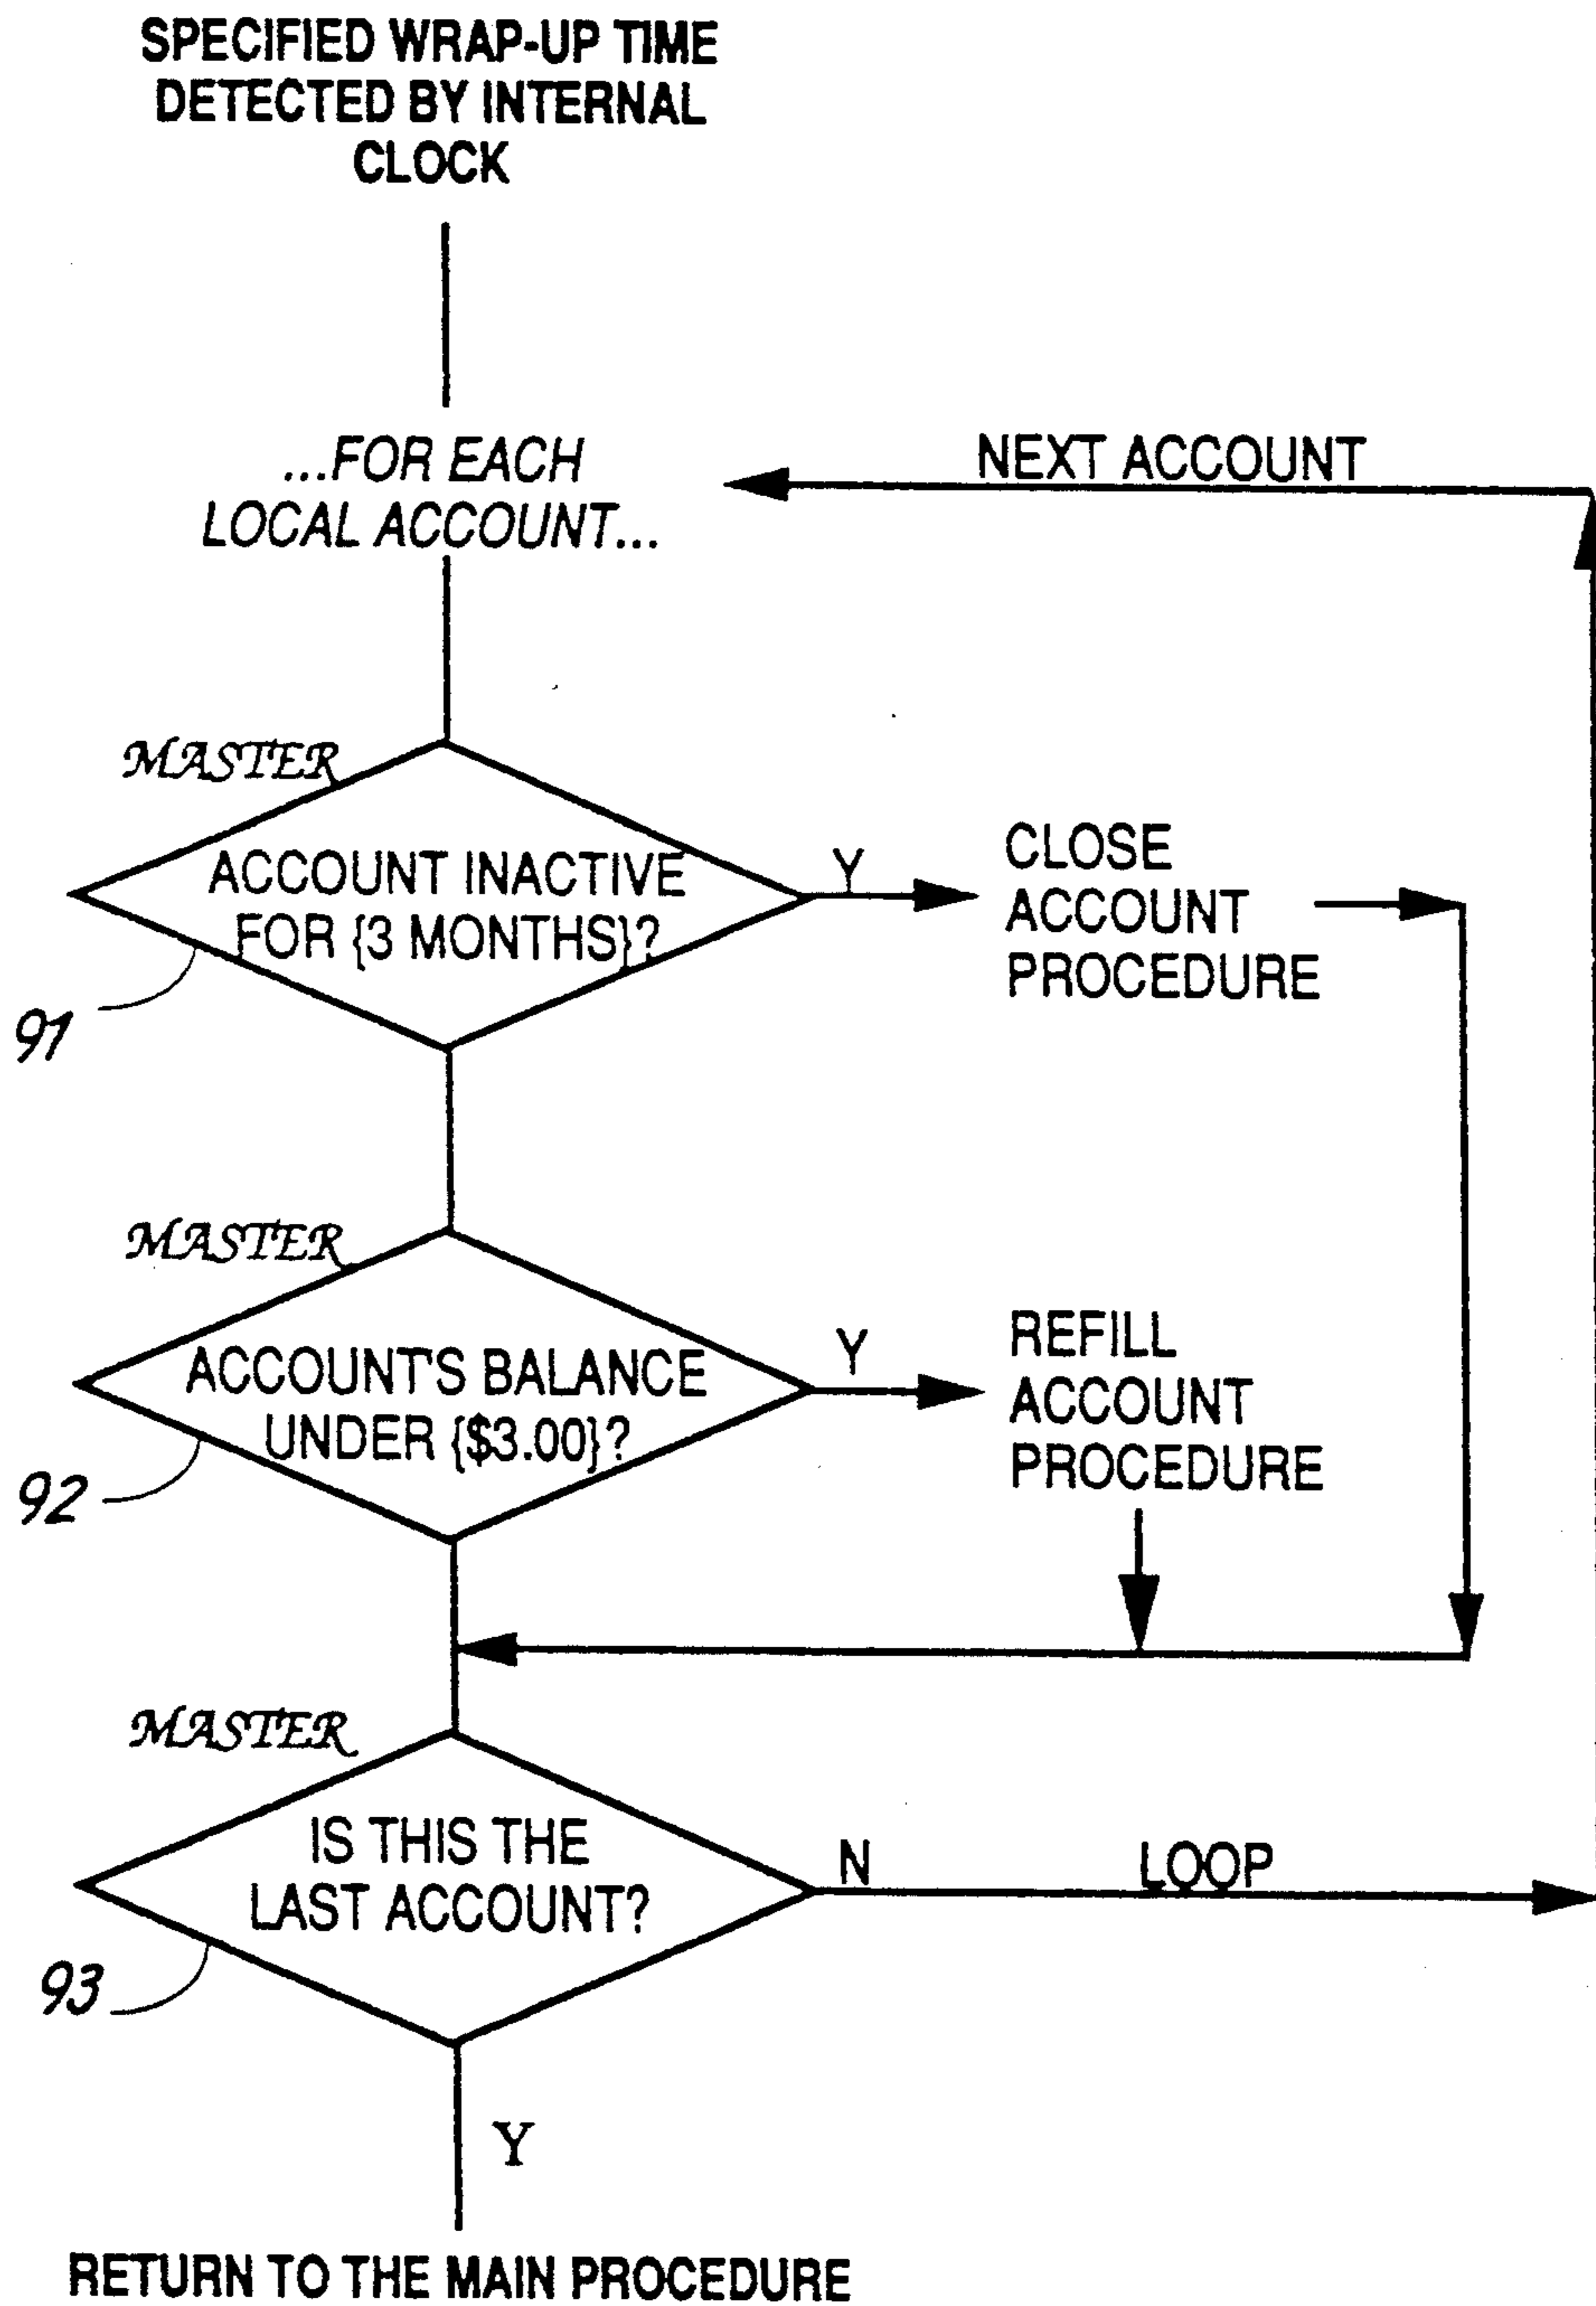 SPECIFIED WRAP-UP TIME
DETECTED BY INTERNAL
CLOCK
...FOR EACH
LOCAL ACCOUNT...
NEXT ACCOUNT
MASTER
ACCOUNT INACTIVE
FOR {3 MONTHS}?
Y
CLOSE
ACCOUNT
PROCEDURE
91
MASTER
ACCOUNT'S BALANCE
UNDER {$3.00}?
Y
REFILL
ACCOUNT
PROCEDURE
92
MASTER
IS THIS THE
LAST ACCOUNT?
N
LOOP
93
Y
RETURN TO THE MAIN PROCEDURE